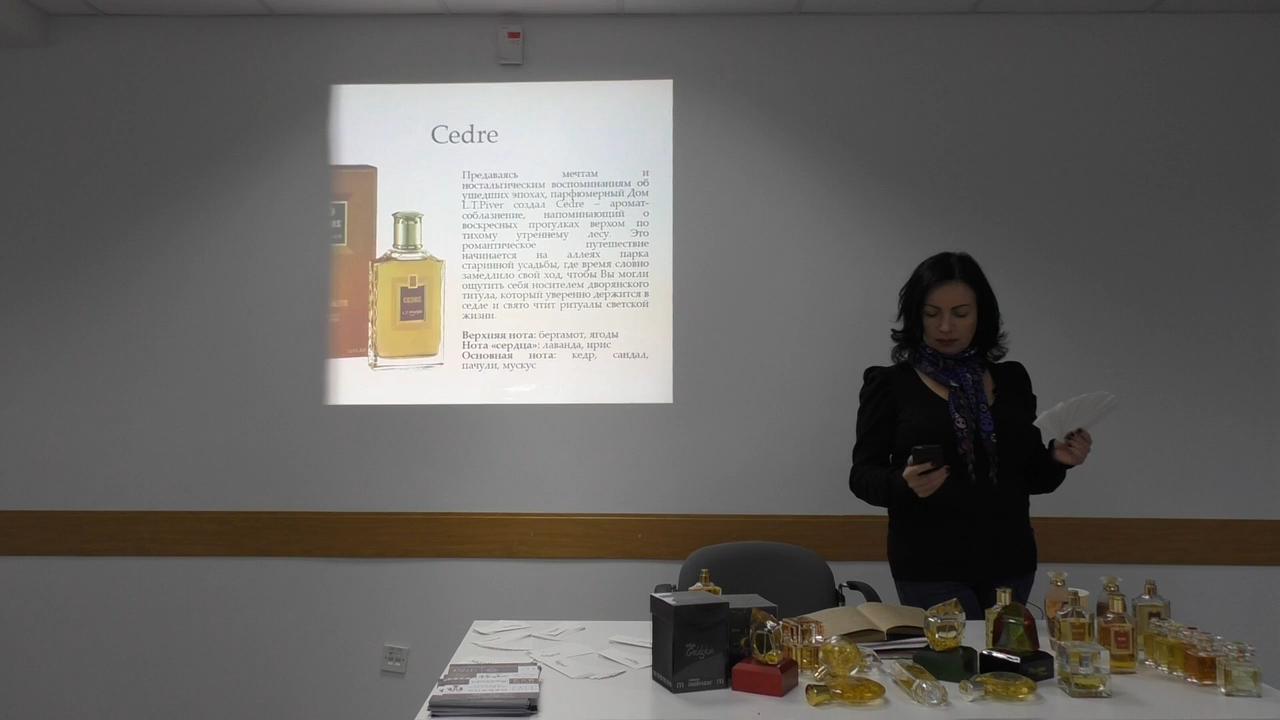 Cedre
Предаваясь мечтам и
ностальгическим воспоминаниям об
ушедших эпохах, парфюмерный Дом
L.T.Piver создал Cedre – аромат-
соблазнение, напоминающий о
воскресных прогулках верхом по
тихому утреннему лесу. Это
романтическое путешествие
начинается на аллеях парка
старинной усадьбы, где время словно
замедлило свой ход, чтобы Вы могли
ощутить себя носителем дворянского
титула, который уверенно держится в
седле и свято чтит ритуалы светской
жизни.
Верхняя нота: бергамот, ягоды
Нота «сердца»: лаванда, ирис
Основная нота: кедр, сандал,
пачули, мускус
CEDRE